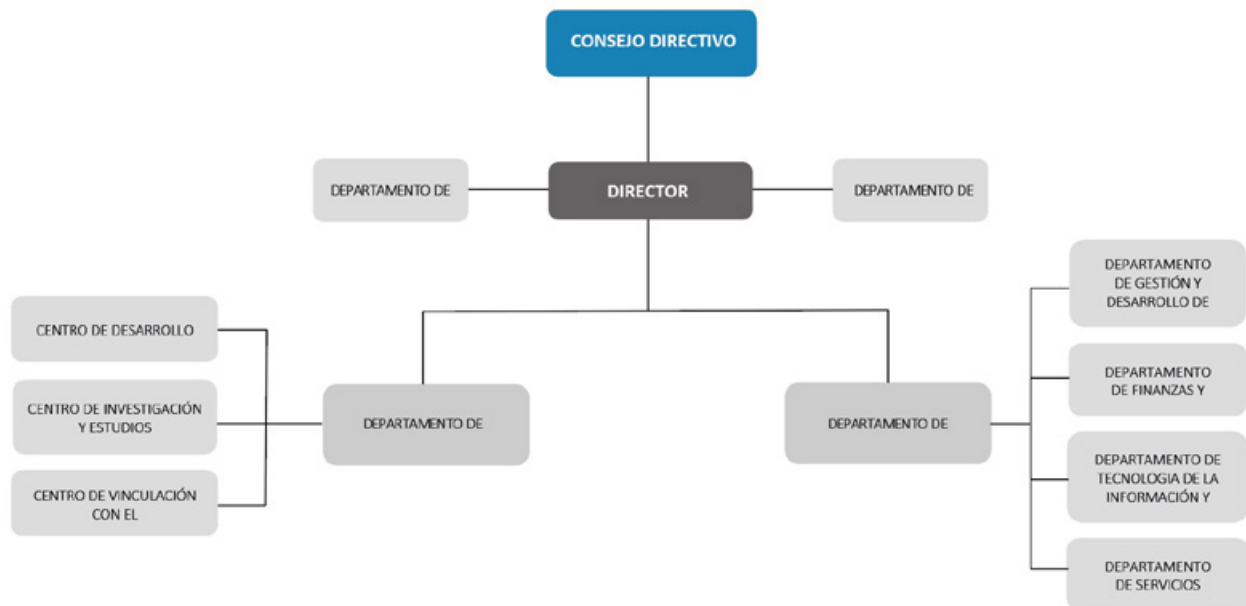 CONSEJO DIRECTIVO
DEPARTAMENTO DE
DIRECTOR
DEPARTAMENTO DE
CENTRO DE DESARROLLO
CENTRO DE INVESTIGACIÓN
Y ESTUDIOS
CENTRO DE VINCULACIÓN
CON EL
DEPARTAMENTO DE
DEPARTAMENTO DE
DEPARTAMENTO
DE GESTIÓN Y
DESARROLLO DE
DEPARTAMENTO
DE FINANZAS Y
DEPARTAMENTO DE
TECNOLOGIA DE LA
INFORMACIÓN Y
DEPARTAMENTO
DE SERVICIOS